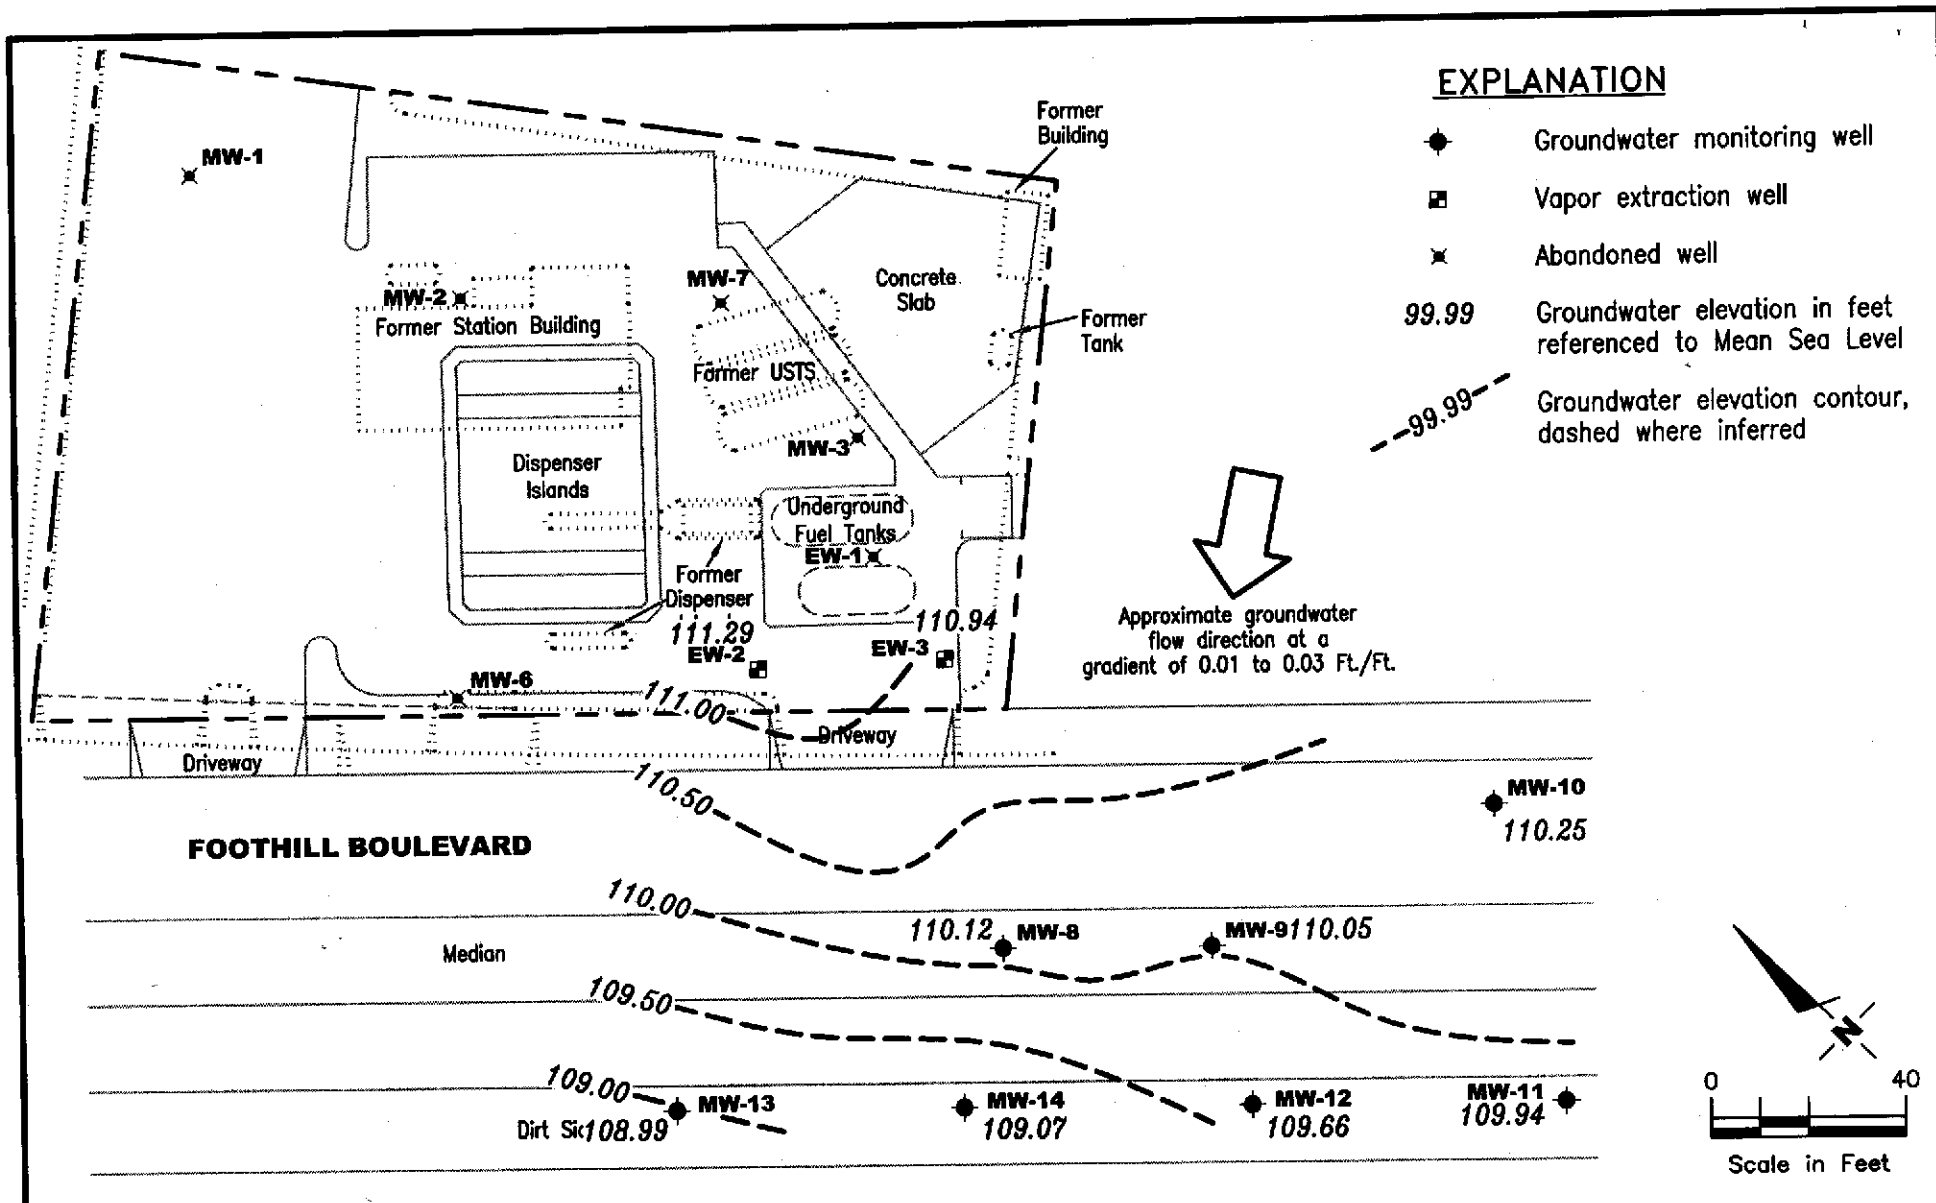 EXPLANATION
Groundwater monitoring well
Vapor extraction well
Abandoned well
99.99
Groundwater elevation in feet
referenced to Mean Sea Level
99.99
Groundwater elevation contour,
dashed where inferred
Former
Building
MW-1
MW-2
Former Station Building
MW-7
Concrete
Slab
Former
Tank
Former USTS
MW-3
Dispenser
Islands
Underground
Fuel Tanks
EW-1
Former
Dispenser
111.29
EW-2
110.94
EW-3
Approximate groundwater
flow direction at a
gradient of 0.01 to 0.03 Ft./Ft.
MW-6
111.00
Driveway
Driveway
110.50
MW-10
110.25
FOOTHILL BOULEVARD
110.00
110.12
MW-8
MW-9
110.05
Median
109.50
N
109.00
MW-13
Dirt
108.99
MW-14
109.07
MW-12
109.66
MW-11
109.94
0 40
Scale in Feet